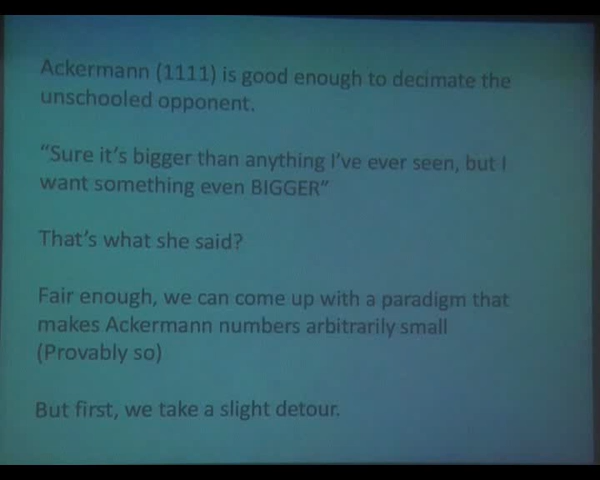 Ackermann (1111) is good enough to decimate the
unschooled opponent.
“Sure it’s bigger than anything I’ve ever seen, but I
want something even BIGGER”
That’s what she said?
Fair enough, we can come up with a paradigm that
makes Ackermann numbers arbitrarily small
(Provably so)
But first, we take a slight detour.